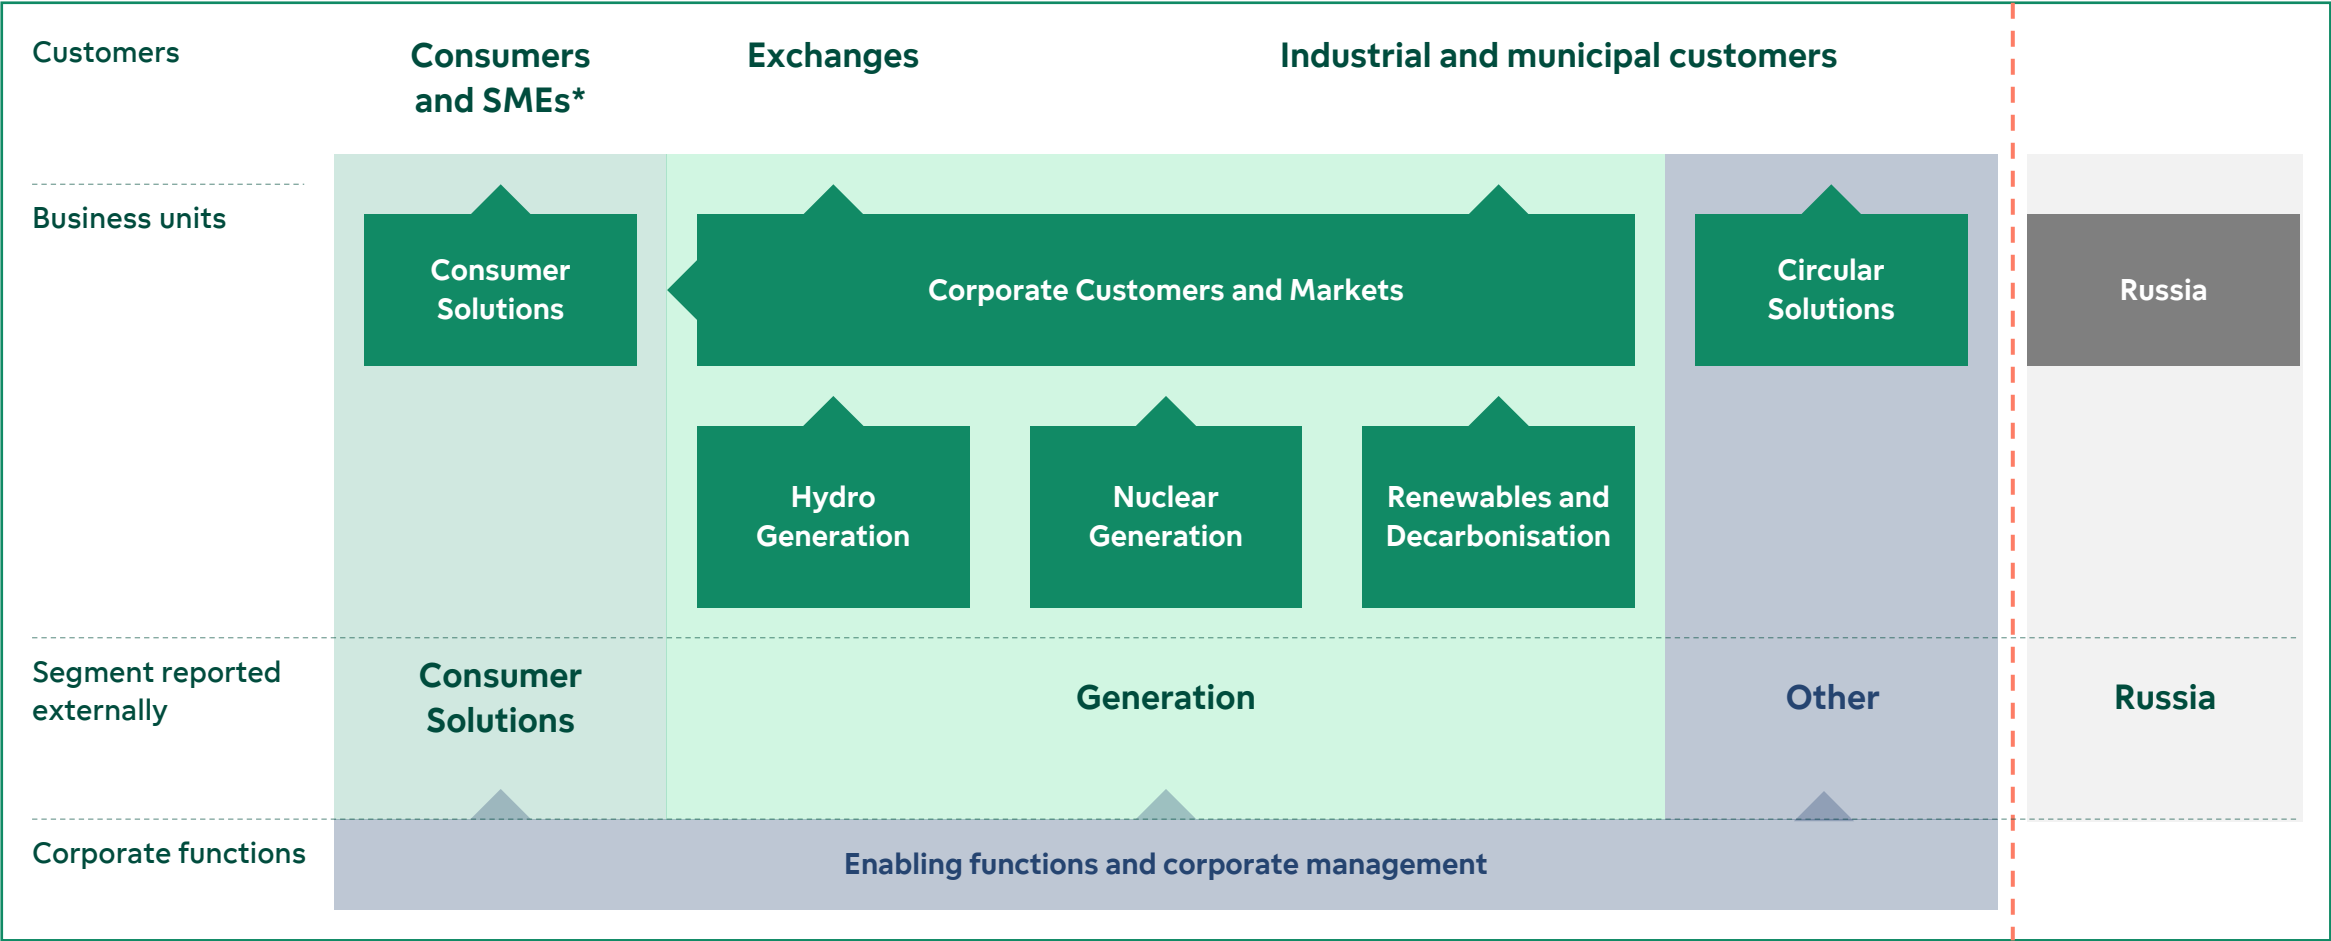 Customers
Consumers
and SMEs*
Exchanges
Industrial and municipal customers
Business units
Consumer
Solutions
Corporate Customers and Markets
Circular
Solutions
Russia
Hydro
Generation
Nuclear
Generation
Renewables and
Decarbonisation
Segment reported
externally
Consumer
Solutions
Generation
Other
Russia
Corporate functions
Enabling functions and corporate management